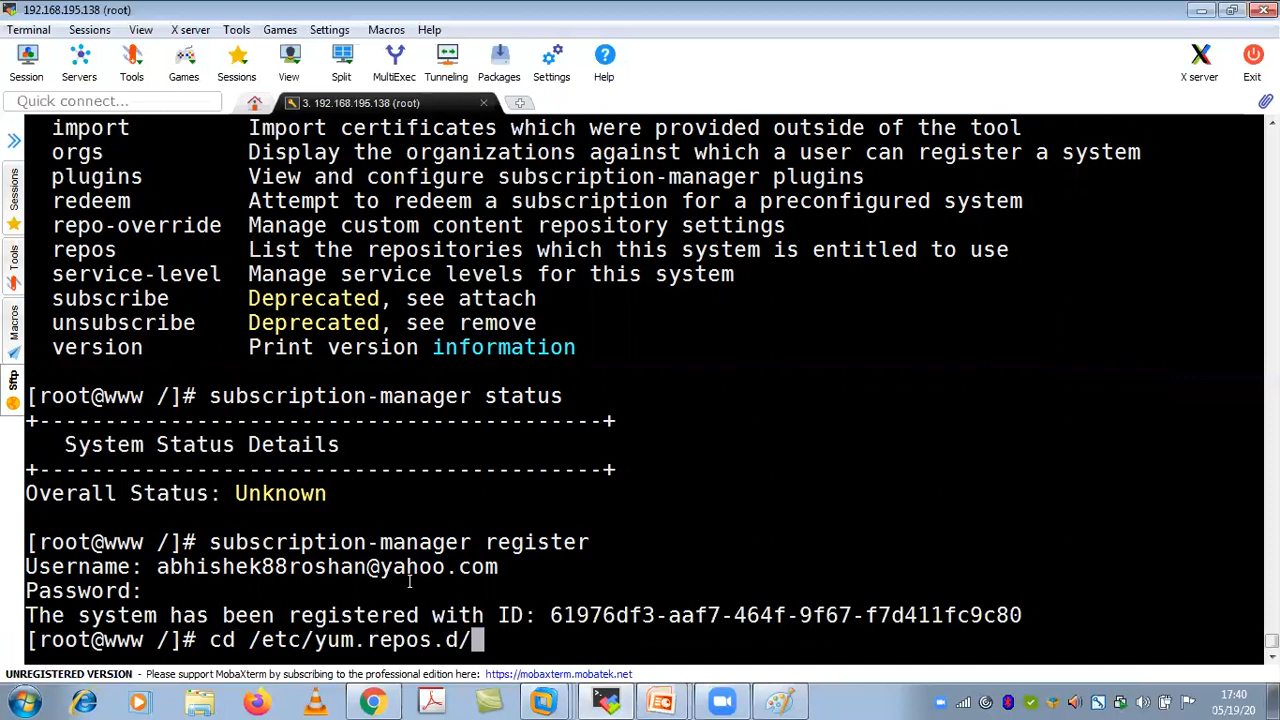 192.168.195.138 (root)
Terminal Sessions View X server Tools Games Settings Macros Help
Session Servers Tools Games Sessions View Split MultiExec Tunneling Packages Settings Help X server Exit
Quick connect...
3. 192.168.195.138 (root)
Sessions
Tools
Macros
Sftp
import Import certificates which were provided outside of the tool
orgs Display the organizations against which a user can register a system
plugins View and configure subscription-manager plugins
redeem Attempt to redeem a subscription for a preconfigured system
repo-override Manage custom content repository settings
repos List the repositories which this system is entitled to use
service-level Manage service levels for this system
subscribe Deprecated, see attach
unsubscribe Deprecated, see remove
version Print version information
[root@www /]# subscription-manager status
+-------------------------------------------+
System Status Details
+-------------------------------------------+
Overall Status: Unknown
[root@www /]# subscription-manager register
Username: abhishek88roshan@yahoo.com
Password:
The system has been registered with ID: 61976df3-aaf7-464f-9f67-f7d411fc9c80
[root@www /]# cd /etc/yum.repos.d/
UNREGISTERED VERSION - Please support MobaXterm by subscribing to the professional edition here: https://mobaxterm.mobatek.net
17:40
05/19/20